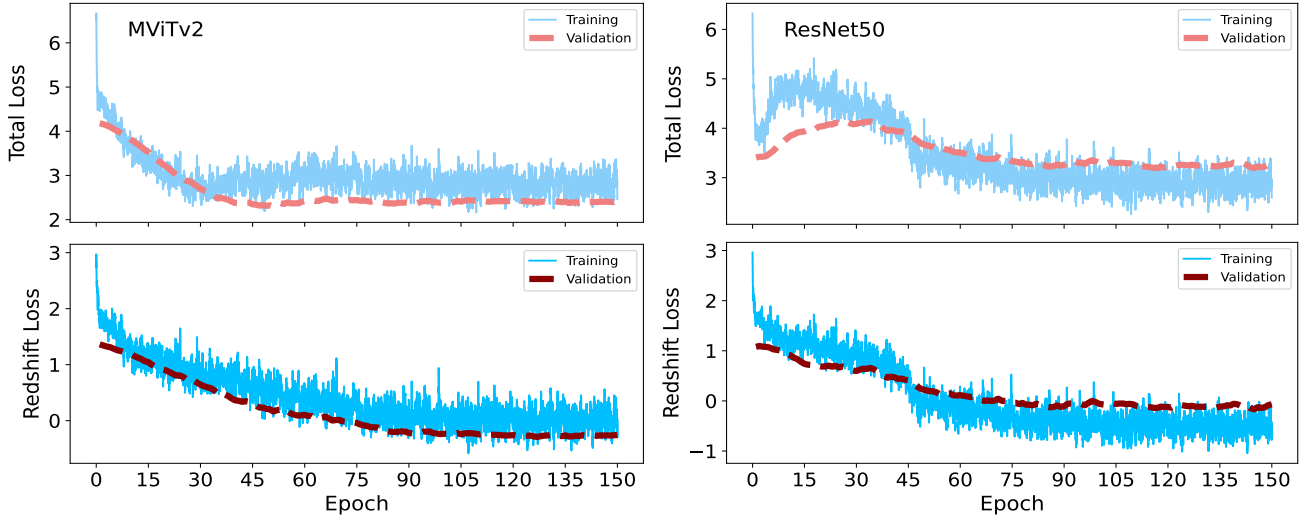 MViTv2
Training
Validation
Total Loss
6
5
4
3
2
ResNet50
Training
Validation
Total Loss
6
5
4
3
Training
Validation
Redshift Loss
3
2
1
0
0 15 30 45 60 75 90 105 120 135 150
Epoch
Training
Validation
Redshift Loss
3
2
1
0
−1
0 15 30 45 60 75 90 105 120 135 150
Epoch